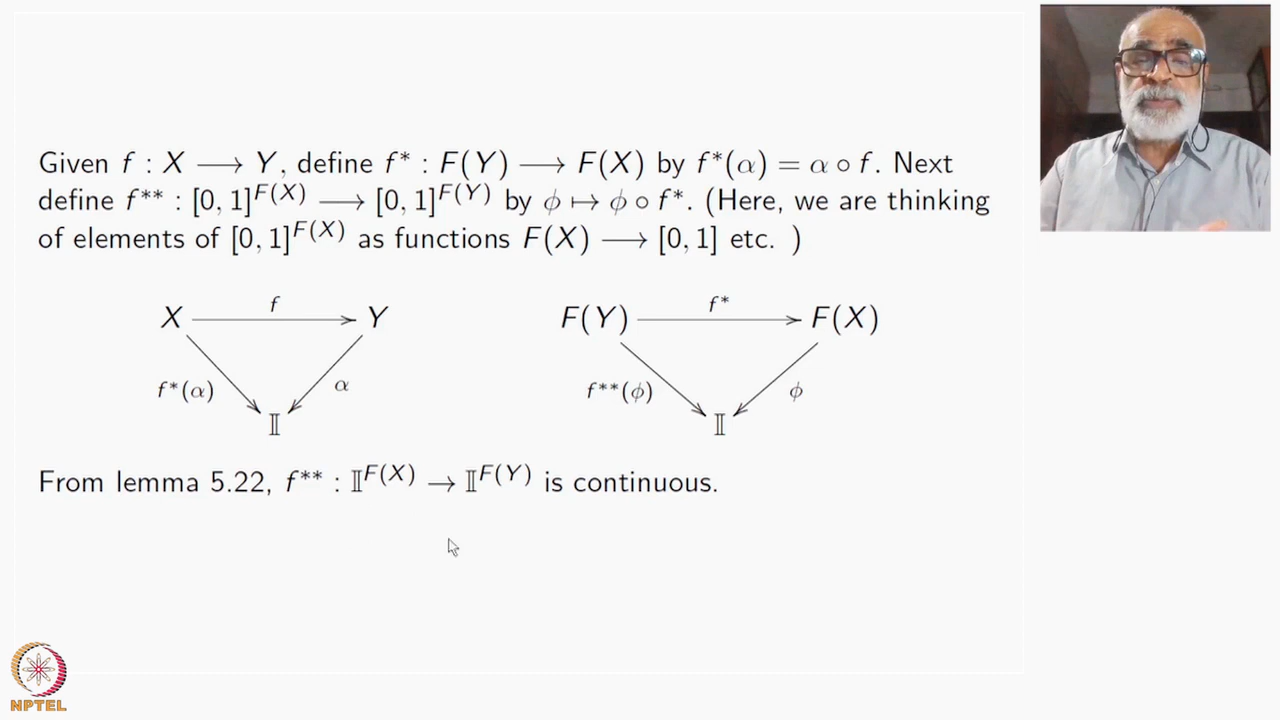 Given f : X ⟶ Y, define f* : F(Y) ⟶ F(X) by f*(α) = α ∘ f. Next
define f** : [0, 1]^F(X) ⟶ [0, 1]^F(Y) by ϕ ↦ ϕ ∘ f*. (Here, we are thinking
of elements of [0, 1]^F(X) as functions F(X) ⟶ [0, 1] etc. )
f
X Y
f*(α) α
𝕀
f*
F(Y) F(X)
f**(ϕ) ϕ
𝕀
From lemma 5.22, f** : 𝕀^F(X) → 𝕀^F(Y) is continuous.
NPTEL